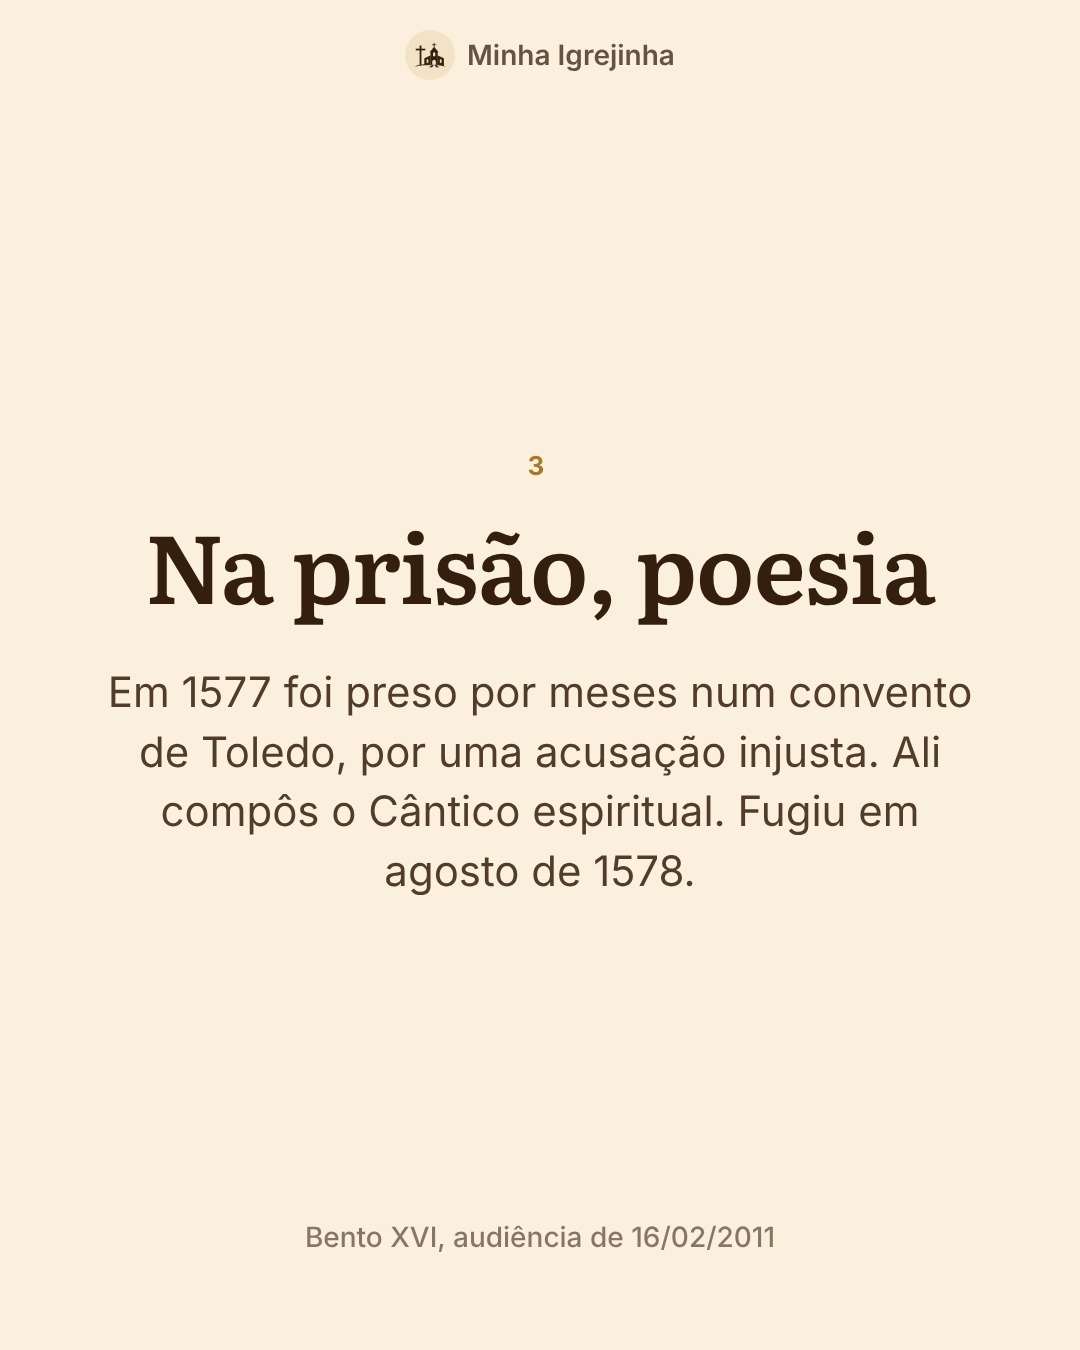 Minha Igrejinha
3
Na prisão, poesia
Em 1577 foi preso por meses num convento
de Toledo, por uma acusação injusta. Ali
compôs o Cântico espiritual. Fugiu em
agosto de 1578.
Bento XVI, audiência de 16/02/2011